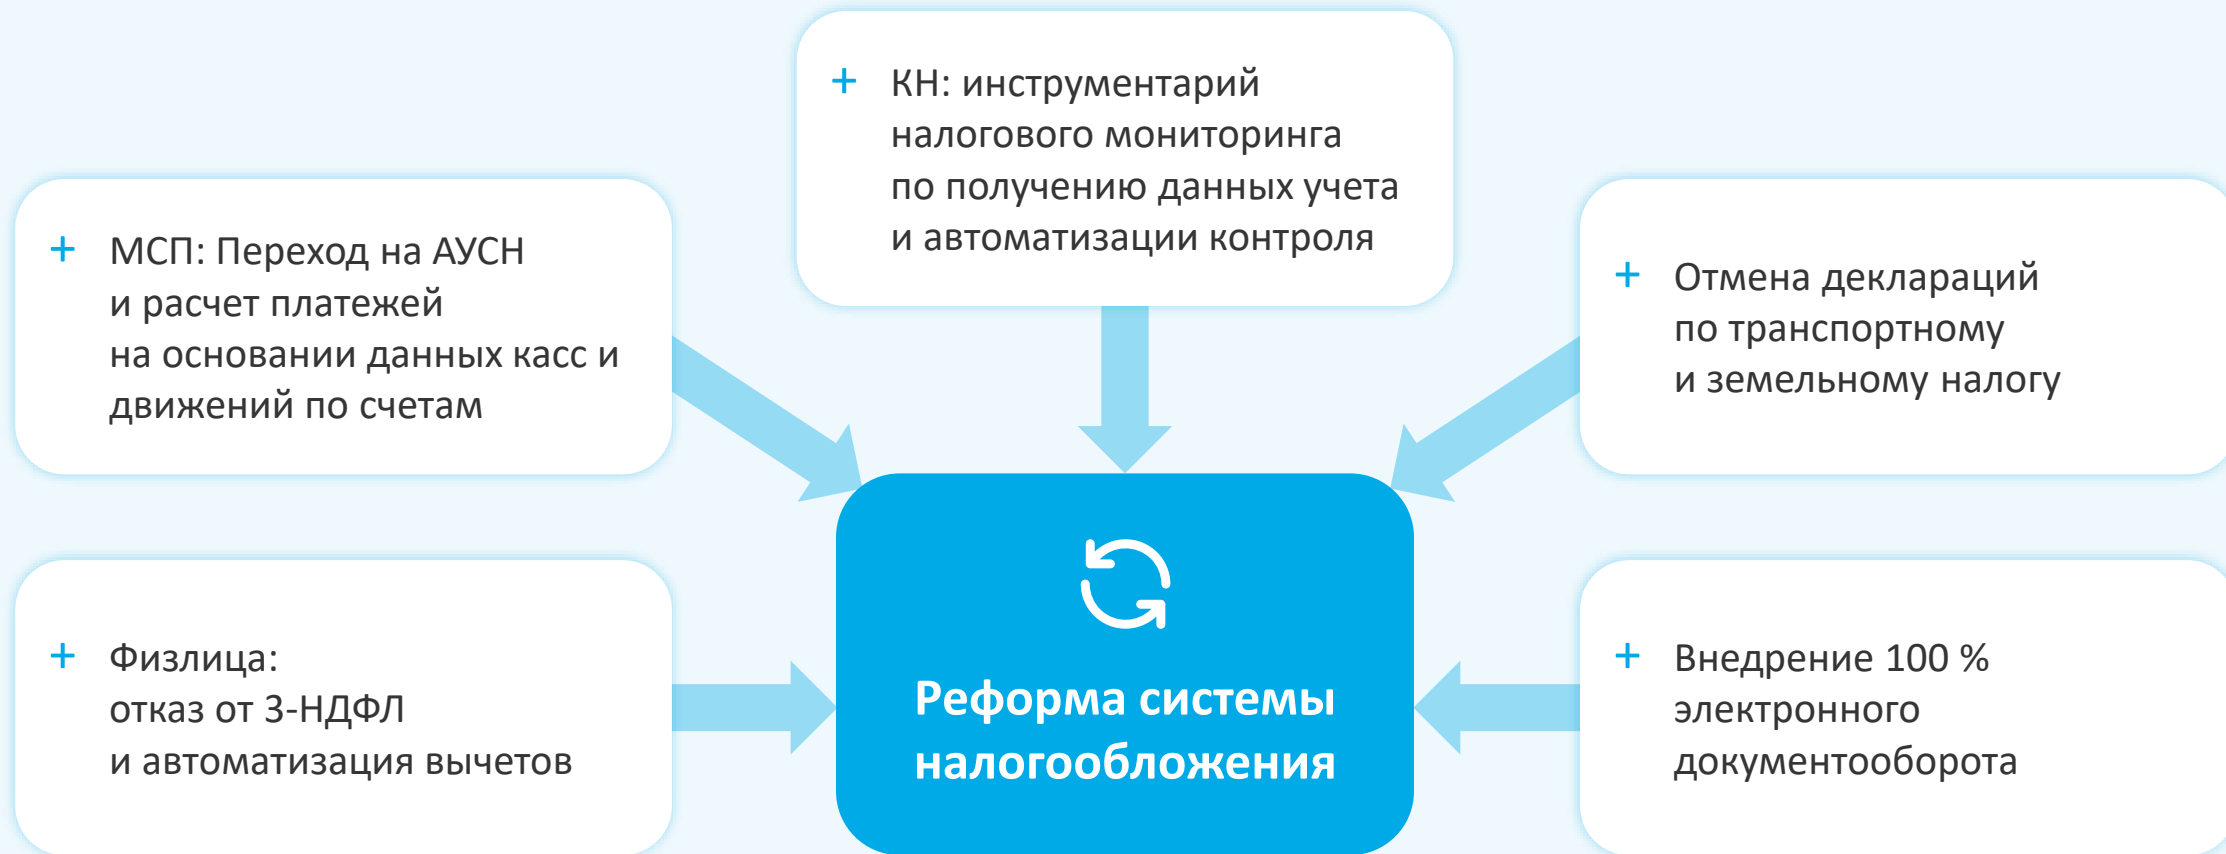 + КН: инструментарий
налогового мониторинга
по получению данных учета
и автоматизации контроля
+ МСП: Переход на АУСН
и расчет платежей
на основании данных касс и
движений по счетам
+ Отмена деклараций
по транспортному
и земельному налогу
+ Физлица:
отказ от 3-НДФЛ
и автоматизация вычетов
Реформа системы
налогообложения
+ Внедрение 100 %
электронного
документооборота